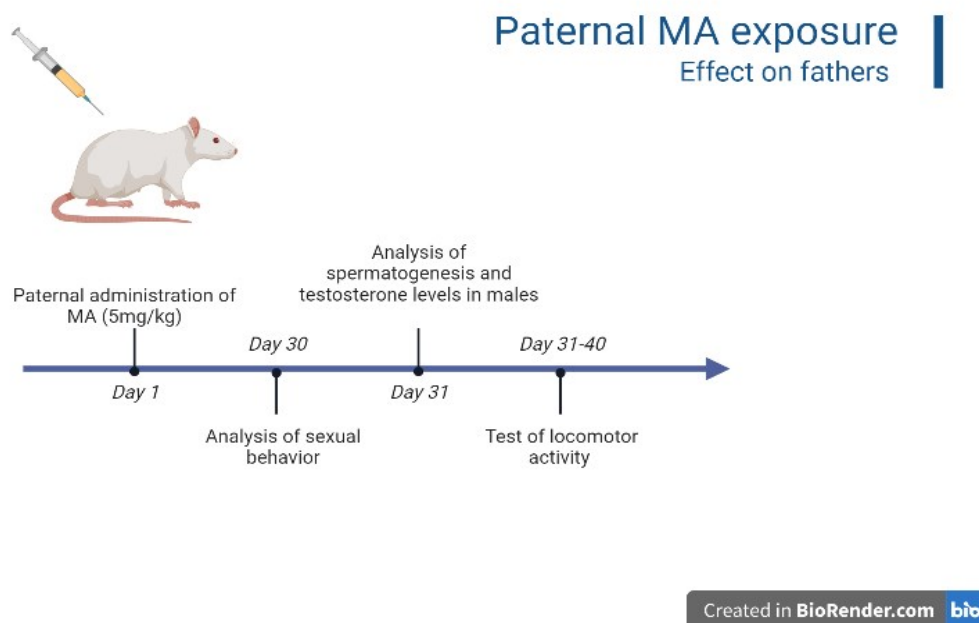 Paternal MA exposure
Effect on fathers
Analysis of
spermatogenesis and
testosterone levels in males
Paternal administration of
MA (5mg/kg)
Day 30
Day 31-40
Day 1
Day 31
Analysis of sexual
behavior
Test of locomotor
activity
Created in BioRender.com
bio